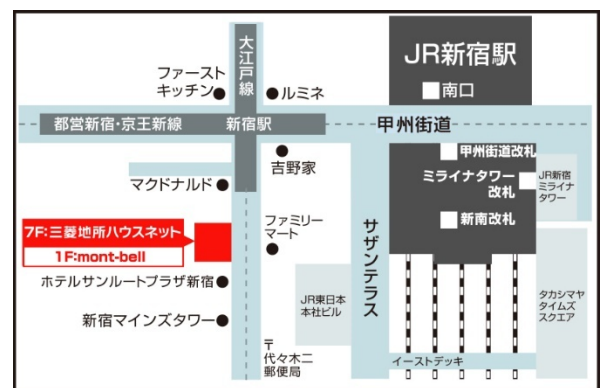 大江戸線
JR新宿駅
南口
ファースト
キッチン
ルミネ
都営新宿・京王新線
新宿駅
甲州街道
吉野家
甲州街道改札
マクドナルド
ミライナタワー
改札
JR新宿
ミライナ
タワー
新南改札
サザンテラス
7F:三菱地所ハウスネット
1F:mont-bell
ファミリー
マート
ホテルサンルートプラザ新宿
JR東日本
本社ビル
タカシマヤ
タイムズ
スクエア
新宿マインズタワー
〒
代々木二
郵便局
イーストデッキ